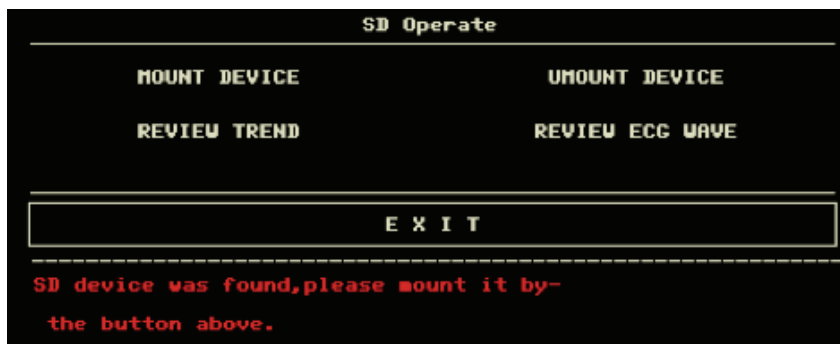 SD Operate
MOUNT DEVICE UMOUNT DEVICE
REVIEW TREND REVIEW ECG WAVE
E X I T
SD device was found,please mount it by-
the button above.